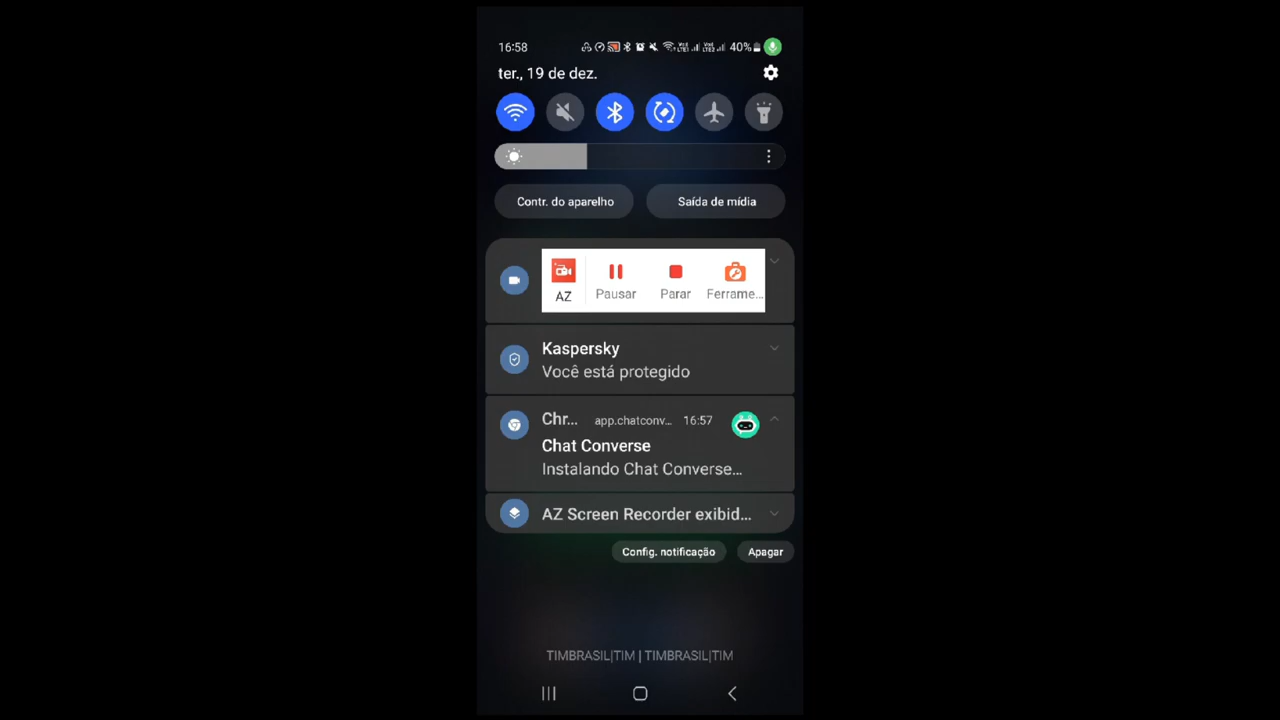 16:58
40%
ter., 19 de dez.
Contr. do aparelho
Saída de mídia
AZ
Pausar
Parar
Ferrame...
Kaspersky
Você está protegido
Chr... app.chatconv... 16:57
Chat Converse
Instalando Chat Converse...
AZ Screen Recorder exibid...
Config. notificação
Apagar
TIMBRASIL|TIM | TIMBRASIL|TIM